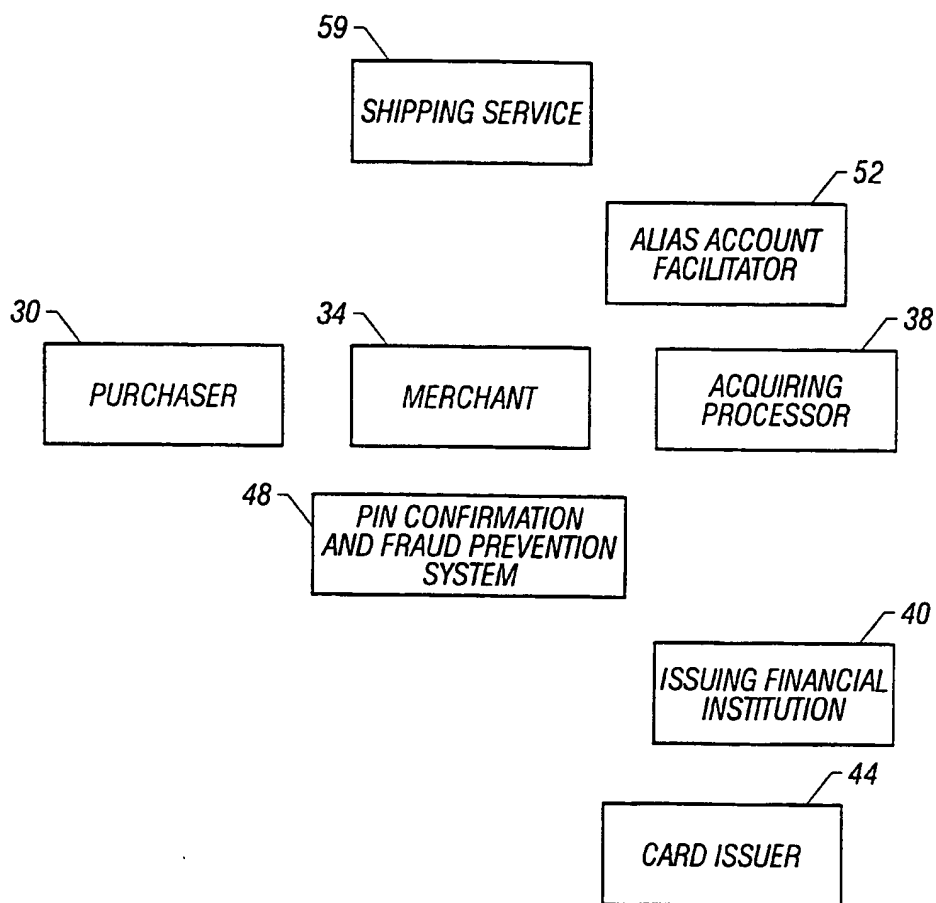 59
SHIPPING SERVICE
52
ALIAS ACCOUNT
FACILITATOR
30
PURCHASER
34
MERCHANT
38
ACQUIRING
PROCESSOR
48
PIN CONFIRMATION
AND FRAUD PREVENTION
SYSTEM
40
ISSUING FINANCIAL
INSTITUTION
44
CARD ISSUER